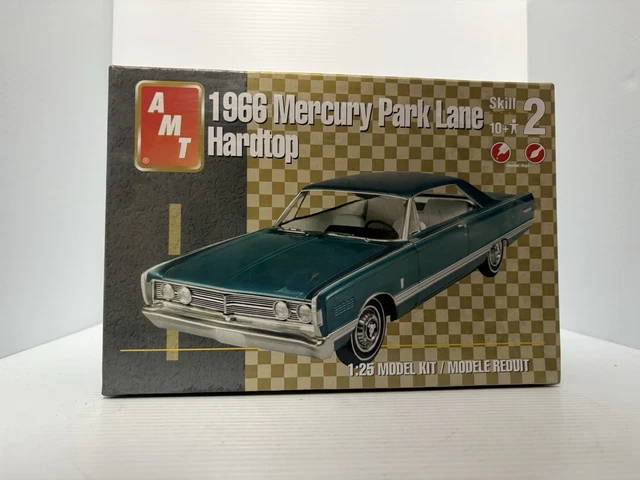 AMT
®
1966 Mercury Park Lane
Hardtop
Skill 2
10+
1:25 MODEL KIT / MODELE REDUIT